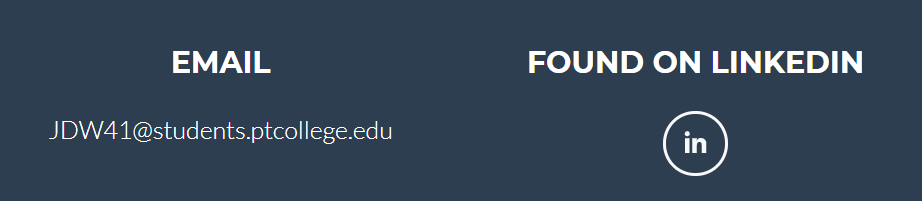 EMAIL
JDW41@students.ptcollege.edu
FOUND ON LINKEDIN
in